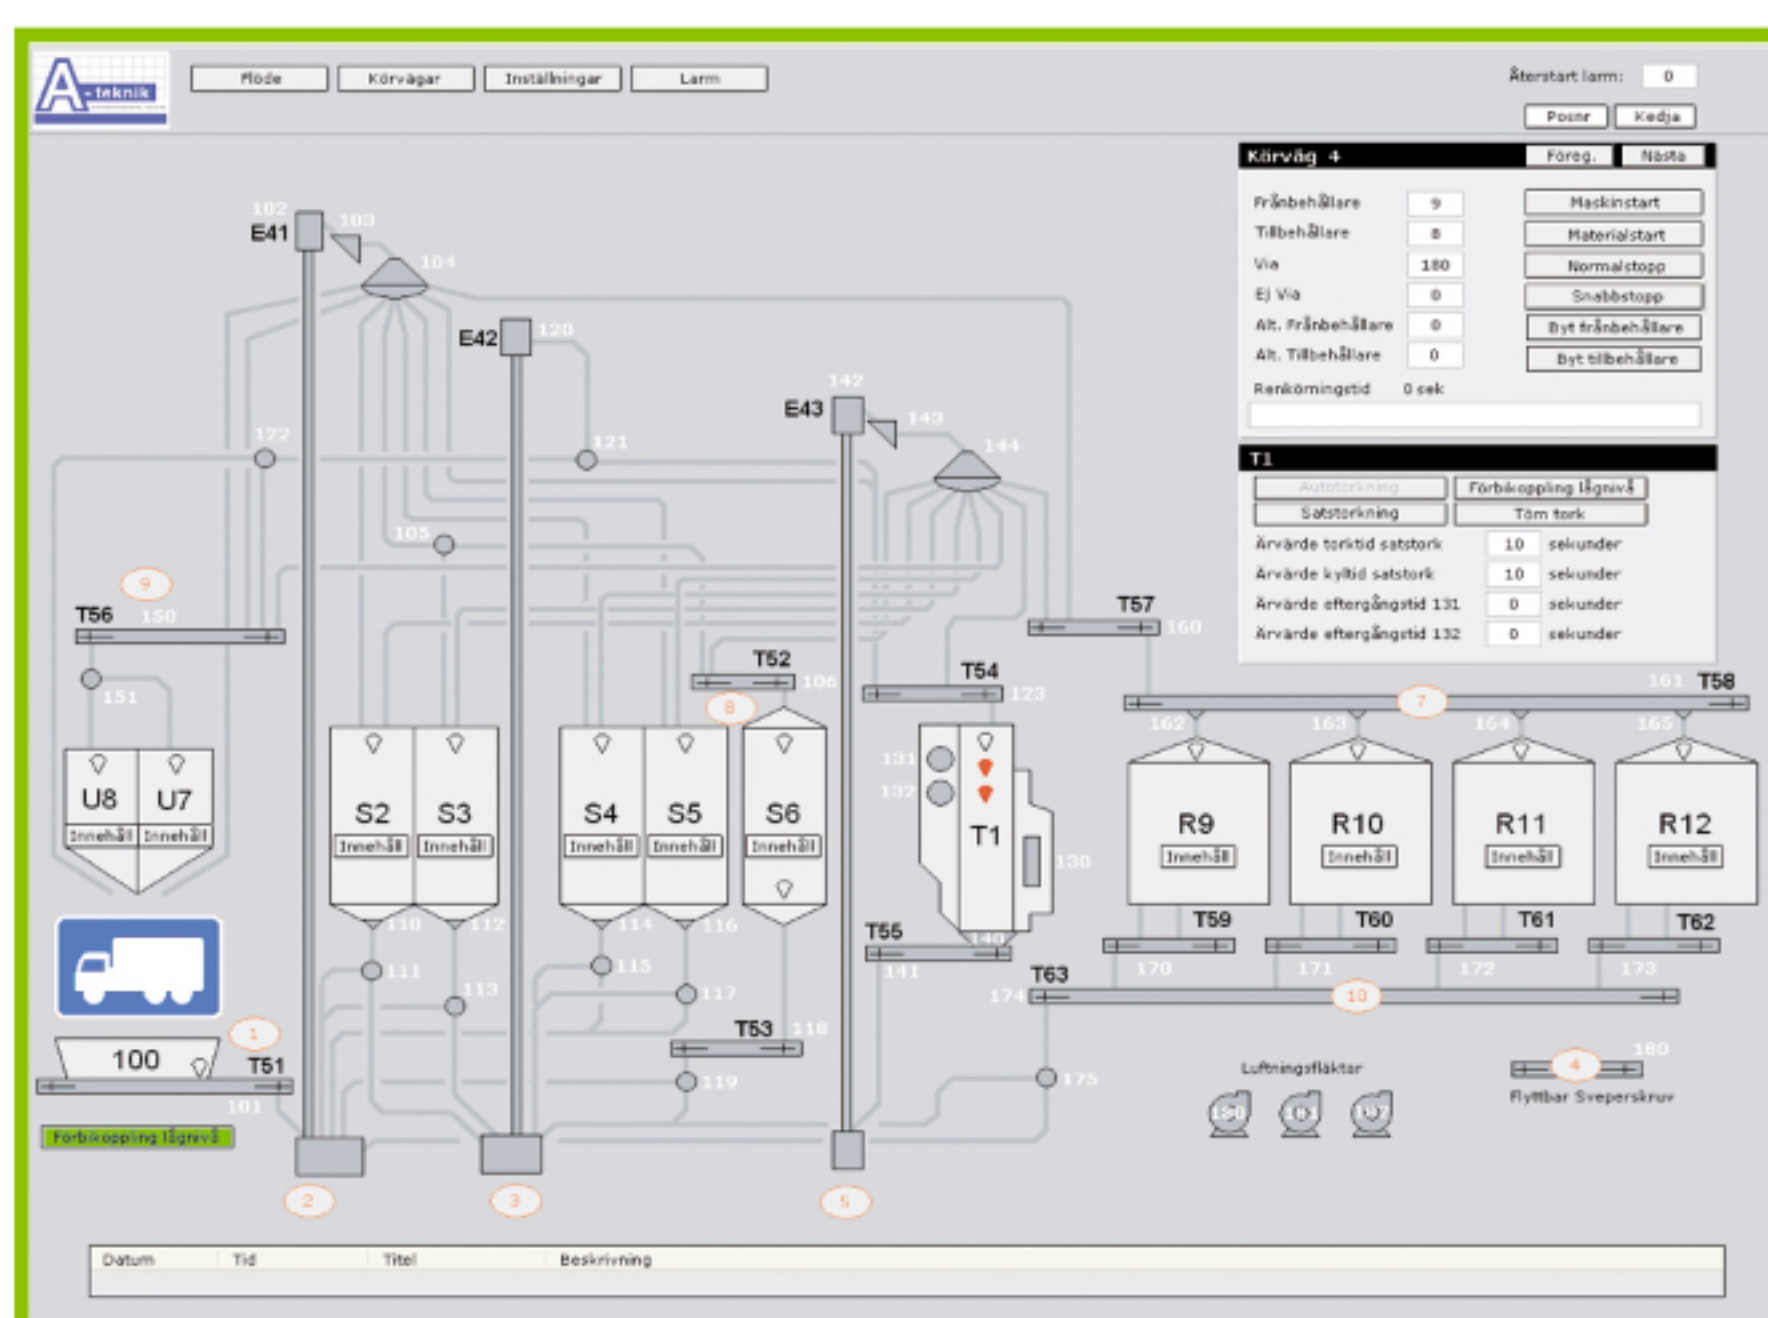 A-teknik
Flöde Körvägar Inställningar Larm
Återstart larm: 0
Posnr Kedja
Körväg 4 Föreg. Nästa
Frånbehållare 9 Maskinstart
Tillbehållare 8 Materialstart
Via 180 Normalstopp
Ej Via 0 Snabbstopp
Alt. Frånbehållare 0 Byt frånbehållare
Alt. Tillbehållare 0 Byt tillbehållare
Renkörningstid 0 sek
T1
Autotorkning Förbikoppling lågnivå
Satstorkning Töm tork
Ärvärde torktid satstork 10 sekunder
Ärvärde kyltid satstork 10 sekunder
Ärvärde eftergångstid 131 0 sekunder
Ärvärde eftergångstid 132 0 sekunder
102
E41
103
104
E42
120
142
E43
143
144
122
121
105
9
T56 150
151
T52
106
8
T54
123
T57
160
161 T58
7
162 163 164 165
U8 U7
Innehåll Innehåll
S2 S3
Innehåll Innehåll
S4 S5 S6
Innehåll Innehåll Innehåll
131
132
T1
130
R9 R10 R11 R12
Innehåll Innehåll Innehåll Innehåll
110 112 114 116
T55
140
141
T59 T60 T61 T62
170 171 172 173
111
113
115
117
T63
174
10
T53 118
119
175
1
100
T51
101
Förbikoppling lågnivå
Luftningsfläktar
180
4
Flyttbar Sveperskruv
2 3 5
Datum Tid Titel Beskrivning